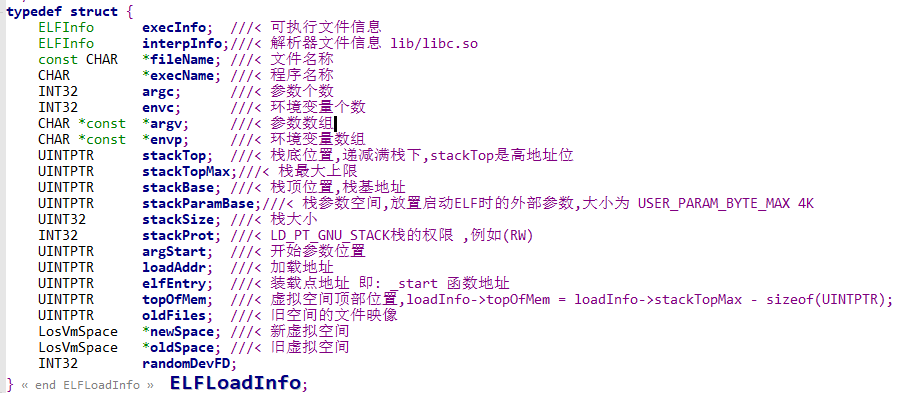 typedef struct {
ELFInfo execInfo; ///< 可执行文件信息
ELFInfo interpInfo;///< 解析器文件信息 lib/libc.so
const CHAR *fileName; ///< 文件名称
CHAR *execName; ///< 程序名称
INT32 argc; ///< 参数个数
INT32 envc; ///< 环境变量个数
CHAR *const *argv; ///< 参数数组
CHAR *const *envp; ///< 环境变量数组
UINTPTR stackTop; ///< 栈底位置,递减满栈下,stackTop是高地址位
UINTPTR stackTopMax;///< 栈最大上限
UINTPTR stackBase; ///< 栈顶位置,栈基地址
UINTPTR stackParamBase;///< 栈参数空间,放置启动ELF时的外部参数,大小为 USER_PARAM_BYTE_MAX 4K
UINT32 stackSize; ///< 栈大小
INT32 stackProt; ///< LD_PT_GNU_STACK栈的权限 ,例如(RW)
UINTPTR argStart; ///< 开始参数位置
UINTPTR loadAddr; ///< 加载地址
UINTPTR elfEntry; ///< 装载点地址 即: _start 函数地址
UINTPTR topOfMem; ///< 虚拟空间顶部位置,loadInfo->topOfMem = loadInfo->stackTopMax - sizeof(UINTPTR);
UINTPTR oldFiles; ///< 旧空间的文件映像
LosVmSpace *newSpace; ///< 新虚拟空间
LosVmSpace *oldSpace; ///< 旧虚拟空间
INT32 randomDevFD;
} « end ELFLoadInfo » ELFLoadInfo;